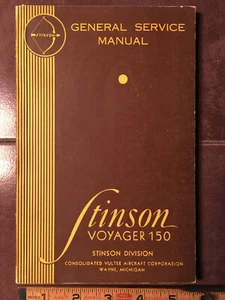 STINSON
GENERAL SERVICE
MANUAL
Stinson
VOYAGER 150
STINSON DIVISION
CONSOLIDATED VULTEE AIRCRAFT CORPORATION
WAYNE, MICHIGAN
1 2 3 4 5